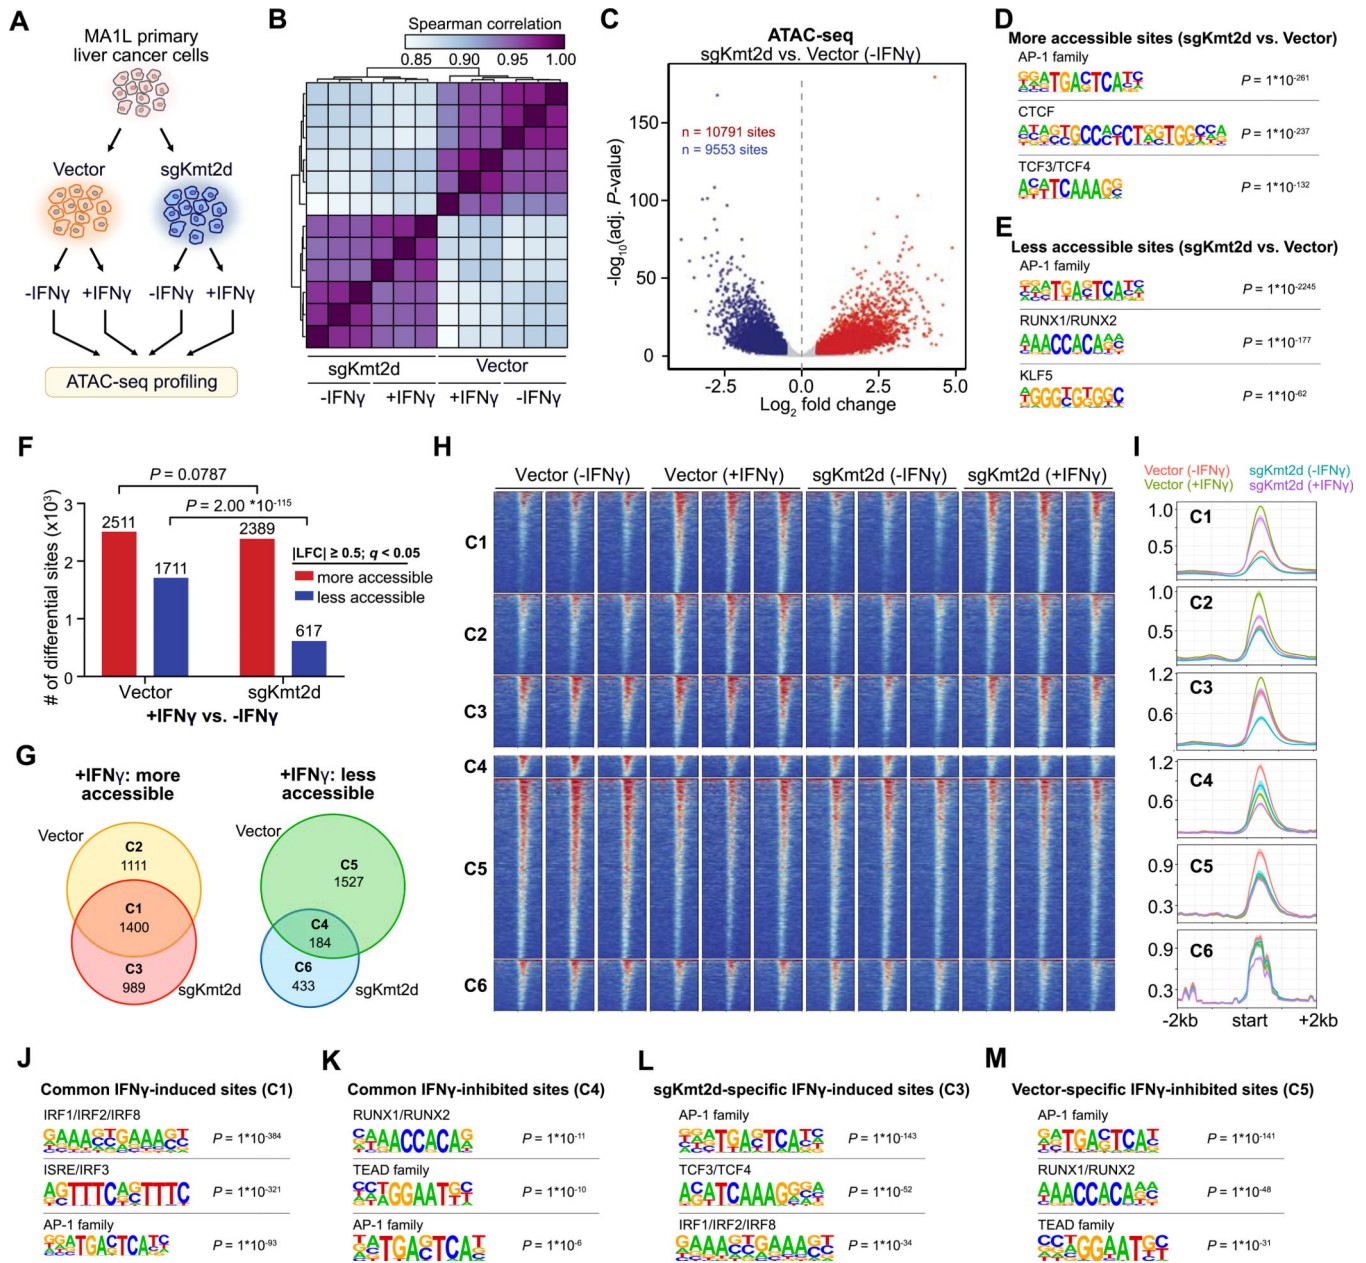 A
MA1L primary
liver cancer cells
Vector
sgKmt2d
-IFNγ
+IFNγ
-IFNγ
+IFNγ
ATAC-seq profiling
B
Spearman correlation
0.85
0.90
0.95
1.00
sgKmt2d
Vector
-IFNγ
+IFNγ
+IFNγ
-IFNγ
C
ATAC-seq
sgKmt2d vs. Vector (-IFNγ)
n = 10791 sites
n = 9553 sites
-log10(adj. P-value)
150
100
50
0
-2.5
0.0
2.5
5.0
Log2 fold change
D
More accessible sites (sgKmt2d vs. Vector)
AP-1 family
P = 1*10-261
CTCF
P = 1*10-237
TCF3/TCF4
P = 1*10-132
E
Less accessible sites (sgKmt2d vs. Vector)
AP-1 family
P = 1*10-2245
RUNX1/RUNX2
P = 1*10-177
KLF5
P = 1*10-62
F
# of differential sites (x10³)
P = 0.0787
P = 2.00 *10-115
3
2
1
0
2511
1711
2389
617
|LFC| ≥ 0.5; q < 0.05
more accessible
less accessible
Vector
sgKmt2d
+IFNγ vs. -IFNγ
G
+IFNγ: more
accessible
Vector
C2
1111
C1
1400
C3
989
sgKmt2d
+IFNγ: less
accessible
Vector
C5
1527
C4
184
C6
433
sgKmt2d
H
Vector (-IFNγ)
Vector (+IFNγ)
sgKmt2d (-IFNγ)
sgKmt2d (+IFNγ)
C1
C2
C3
C4
C5
C6
I
Vector (-IFNγ)
sgKmt2d (-IFNγ)
Vector (+IFNγ)
sgKmt2d (+IFNγ)
C1
1.0
0.5
C2
1.0
0.5
C3
1.2
0.6
C4
1.2
0.6
C5
0.9
0.3
C6
0.9
0.3
-2kb
start
+2kb
J
Common IFNγ-induced sites (C1)
IRF1/IRF2/IRF8
P = 1*10-384
ISRE/IRF3
P = 1*10-321
AP-1 family
P = 1*10-93
K
Common IFNγ-inhibited sites (C4)
RUNX1/RUNX2
P = 1*10-11
TEAD family
P = 1*10-10
AP-1 family
P = 1*10-6
L
sgKmt2d-specific IFNγ-induced sites (C3)
AP-1 family
P = 1*10-143
TCF3/TCF4
P = 1*10-52
IRF1/IRF2/IRF8
P = 1*10-34
M
Vector-specific IFNγ-inhibited sites (C5)
AP-1 family
P = 1*10-141
RUNX1/RUNX2
P = 1*10-48
TEAD family
P = 1*10-31